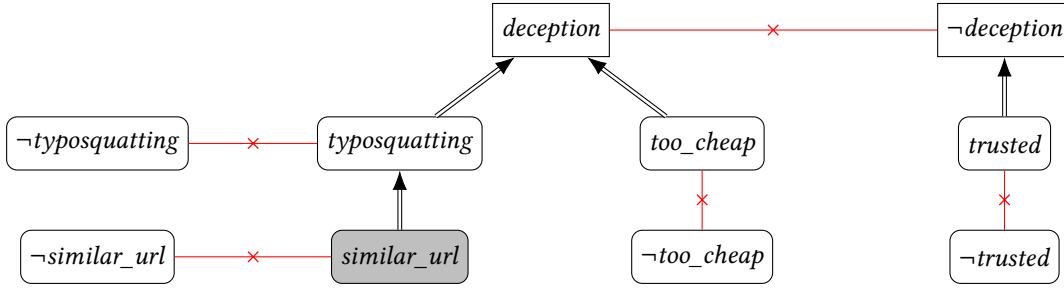 deception
¬deception
¬typosquatting
typosquatting
too_cheap
trusted
¬similar_url
similar_url
¬too_cheap
¬trusted